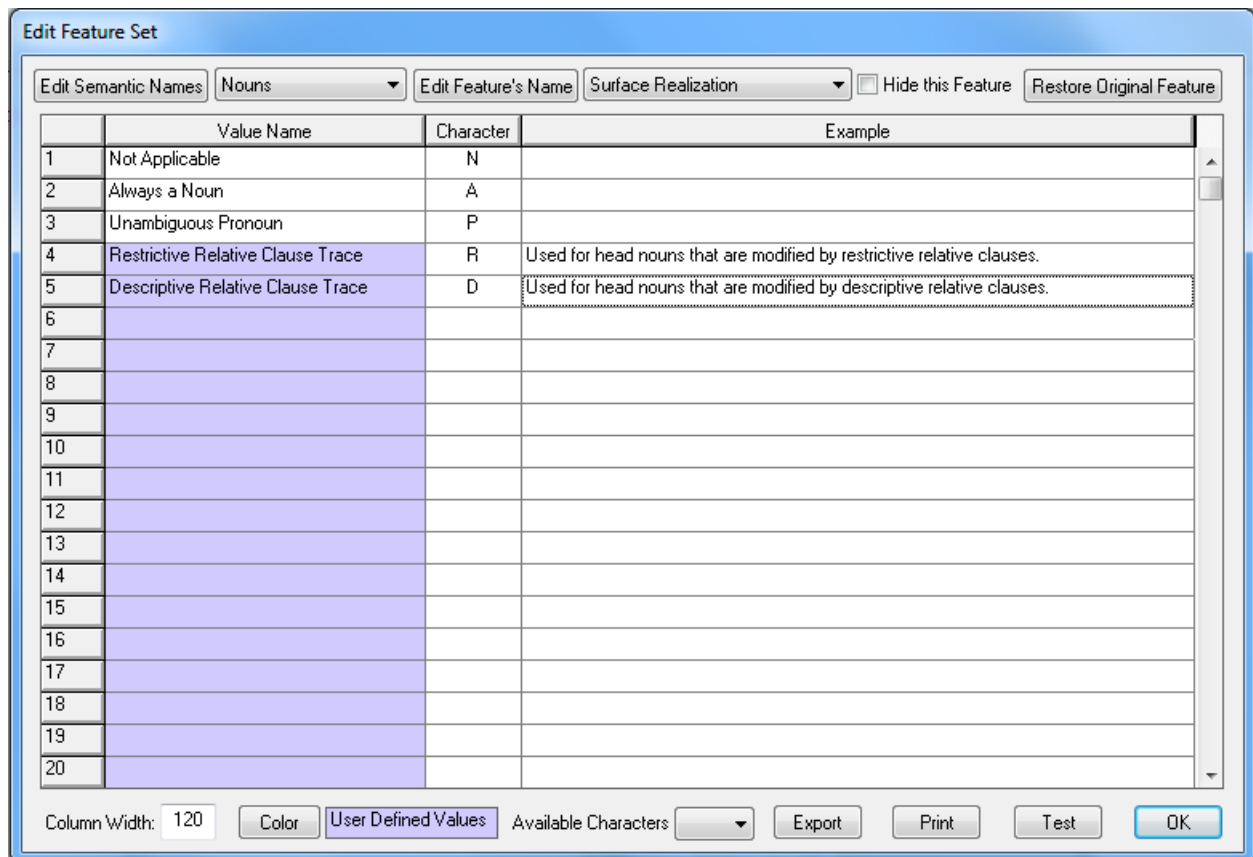 Edit Feature Set
Edit Semantic Names Nouns Edit Feature's Name Surface Realization Hide this Feature Restore Original Feature
Value Name Character Example
1 Not Applicable N
2 Always a Noun A
3 Unambiguous Pronoun P
4 Restrictive Relative Clause Trace R Used for head nouns that are modified by restrictive relative clauses.
5 Descriptive Relative Clause Trace D Used for head nouns that are modified by descriptive relative clauses.
6
7
8
9
10
11
12
13
14
15
16
17
18
19
20
Column Width: 120 Color User Defined Values Available Characters Export Print Test OK